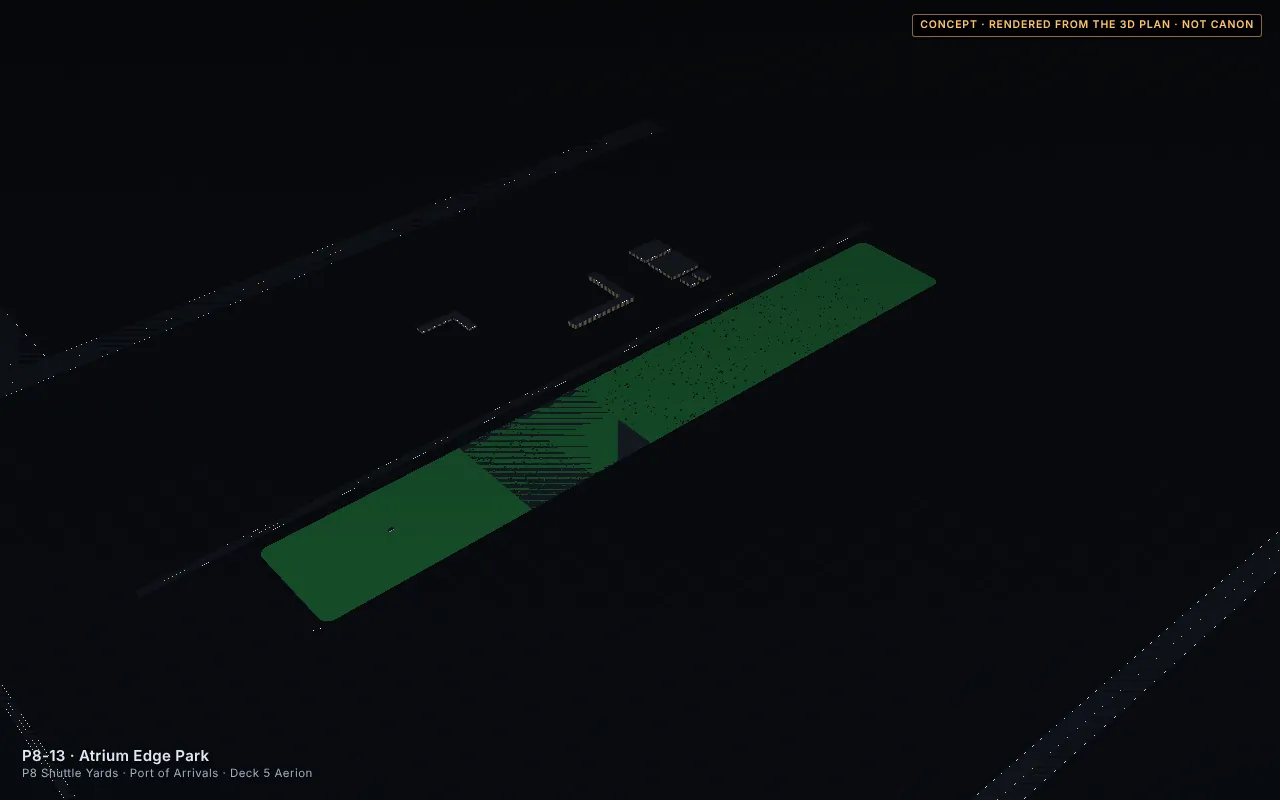 CONCEPT · RENDERED FROM THE 3D PLAN · NOT CANON
P8-13 · Atrium Edge Park
P8 Shuttle Yards · Port of Arrivals · Deck 5 Aerion